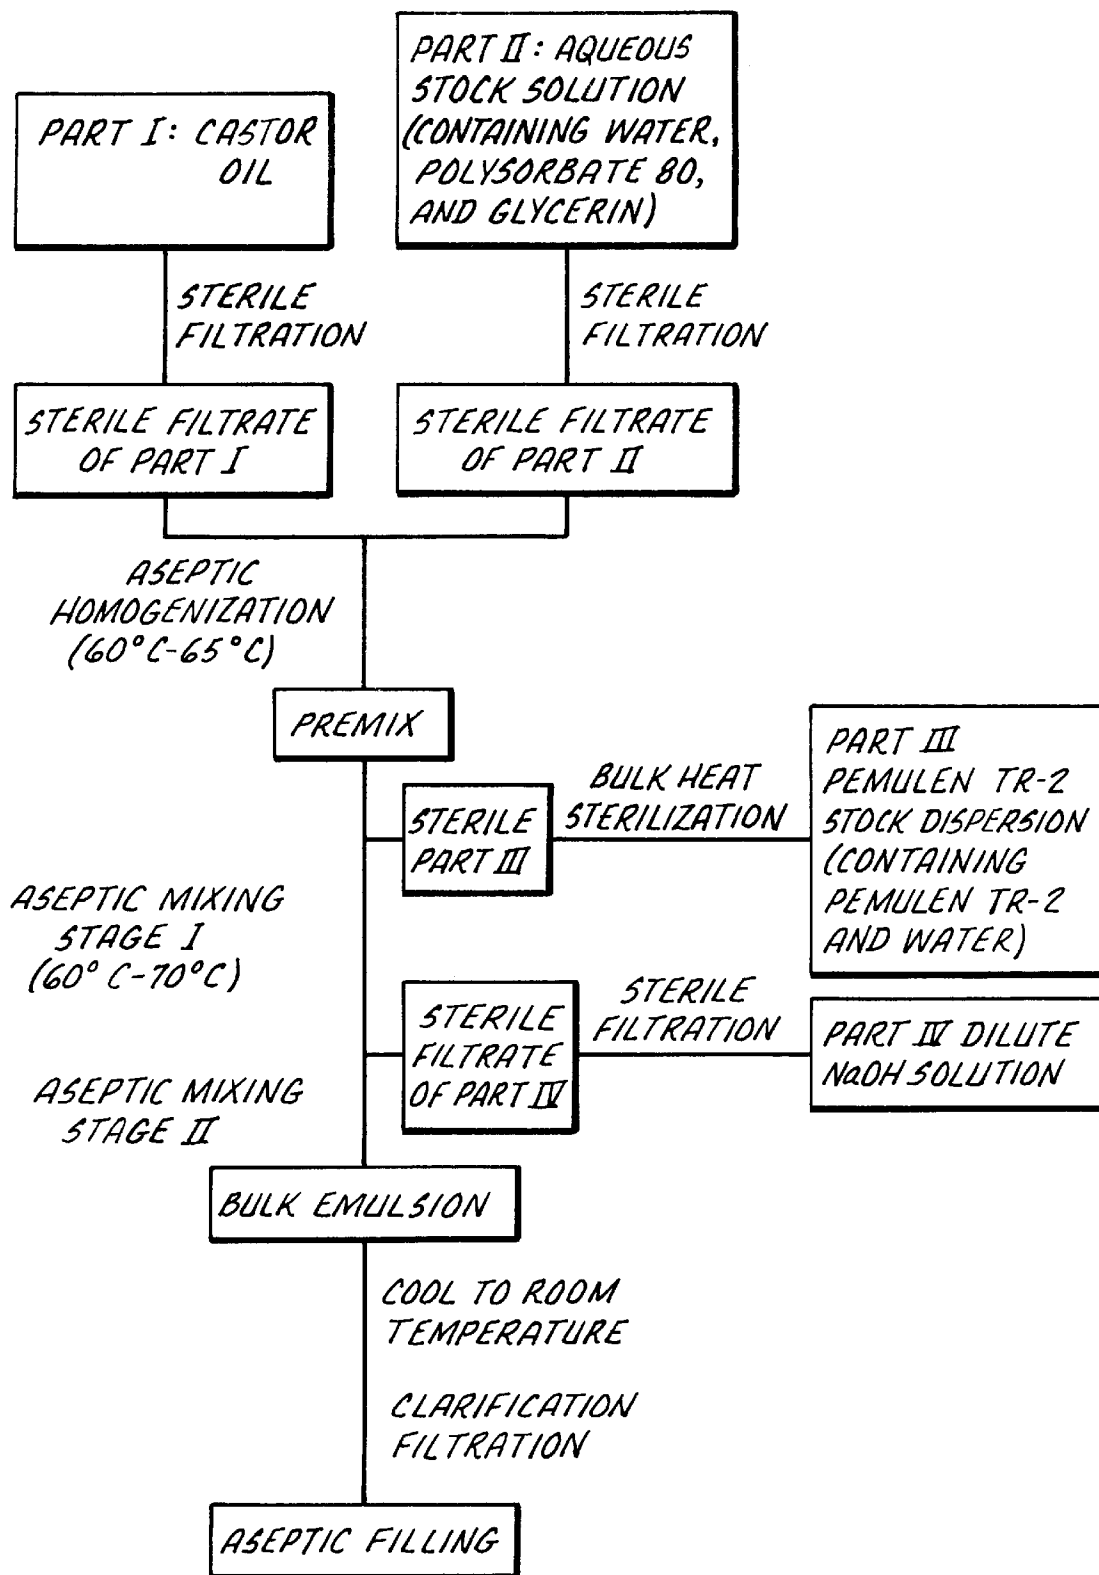 PART I: CASTOR
OIL
PART II: AQUEOUS
STOCK SOLUTION
(CONTAINING WATER,
POLYSORBATE 80,
AND GLYCERIN)
STERILE
FILTRATION
STERILE
FILTRATION
STERILE FILTRATE
OF PART I
STERILE FILTRATE
OF PART II
ASEPTIC
HOMOGENIZATION
(60°C-65°C)
PREMIX
STERILE
PART III
BULK HEAT
STERILIZATION
PART III
PEMULEN TR-2
STOCK DISPERSION
(CONTAINING
PEMULEN TR-2
AND WATER)
ASEPTIC MIXING
STAGE I
(60°C-70°C)
STERILE
FILTRATE
OF PART IV
STERILE
FILTRATION
PART IV DILUTE
NaOH SOLUTION
ASEPTIC MIXING
STAGE II
BULK EMULSION
COOL TO ROOM
TEMPERATURE
CLARIFICATION
FILTRATION
ASEPTIC FILLING